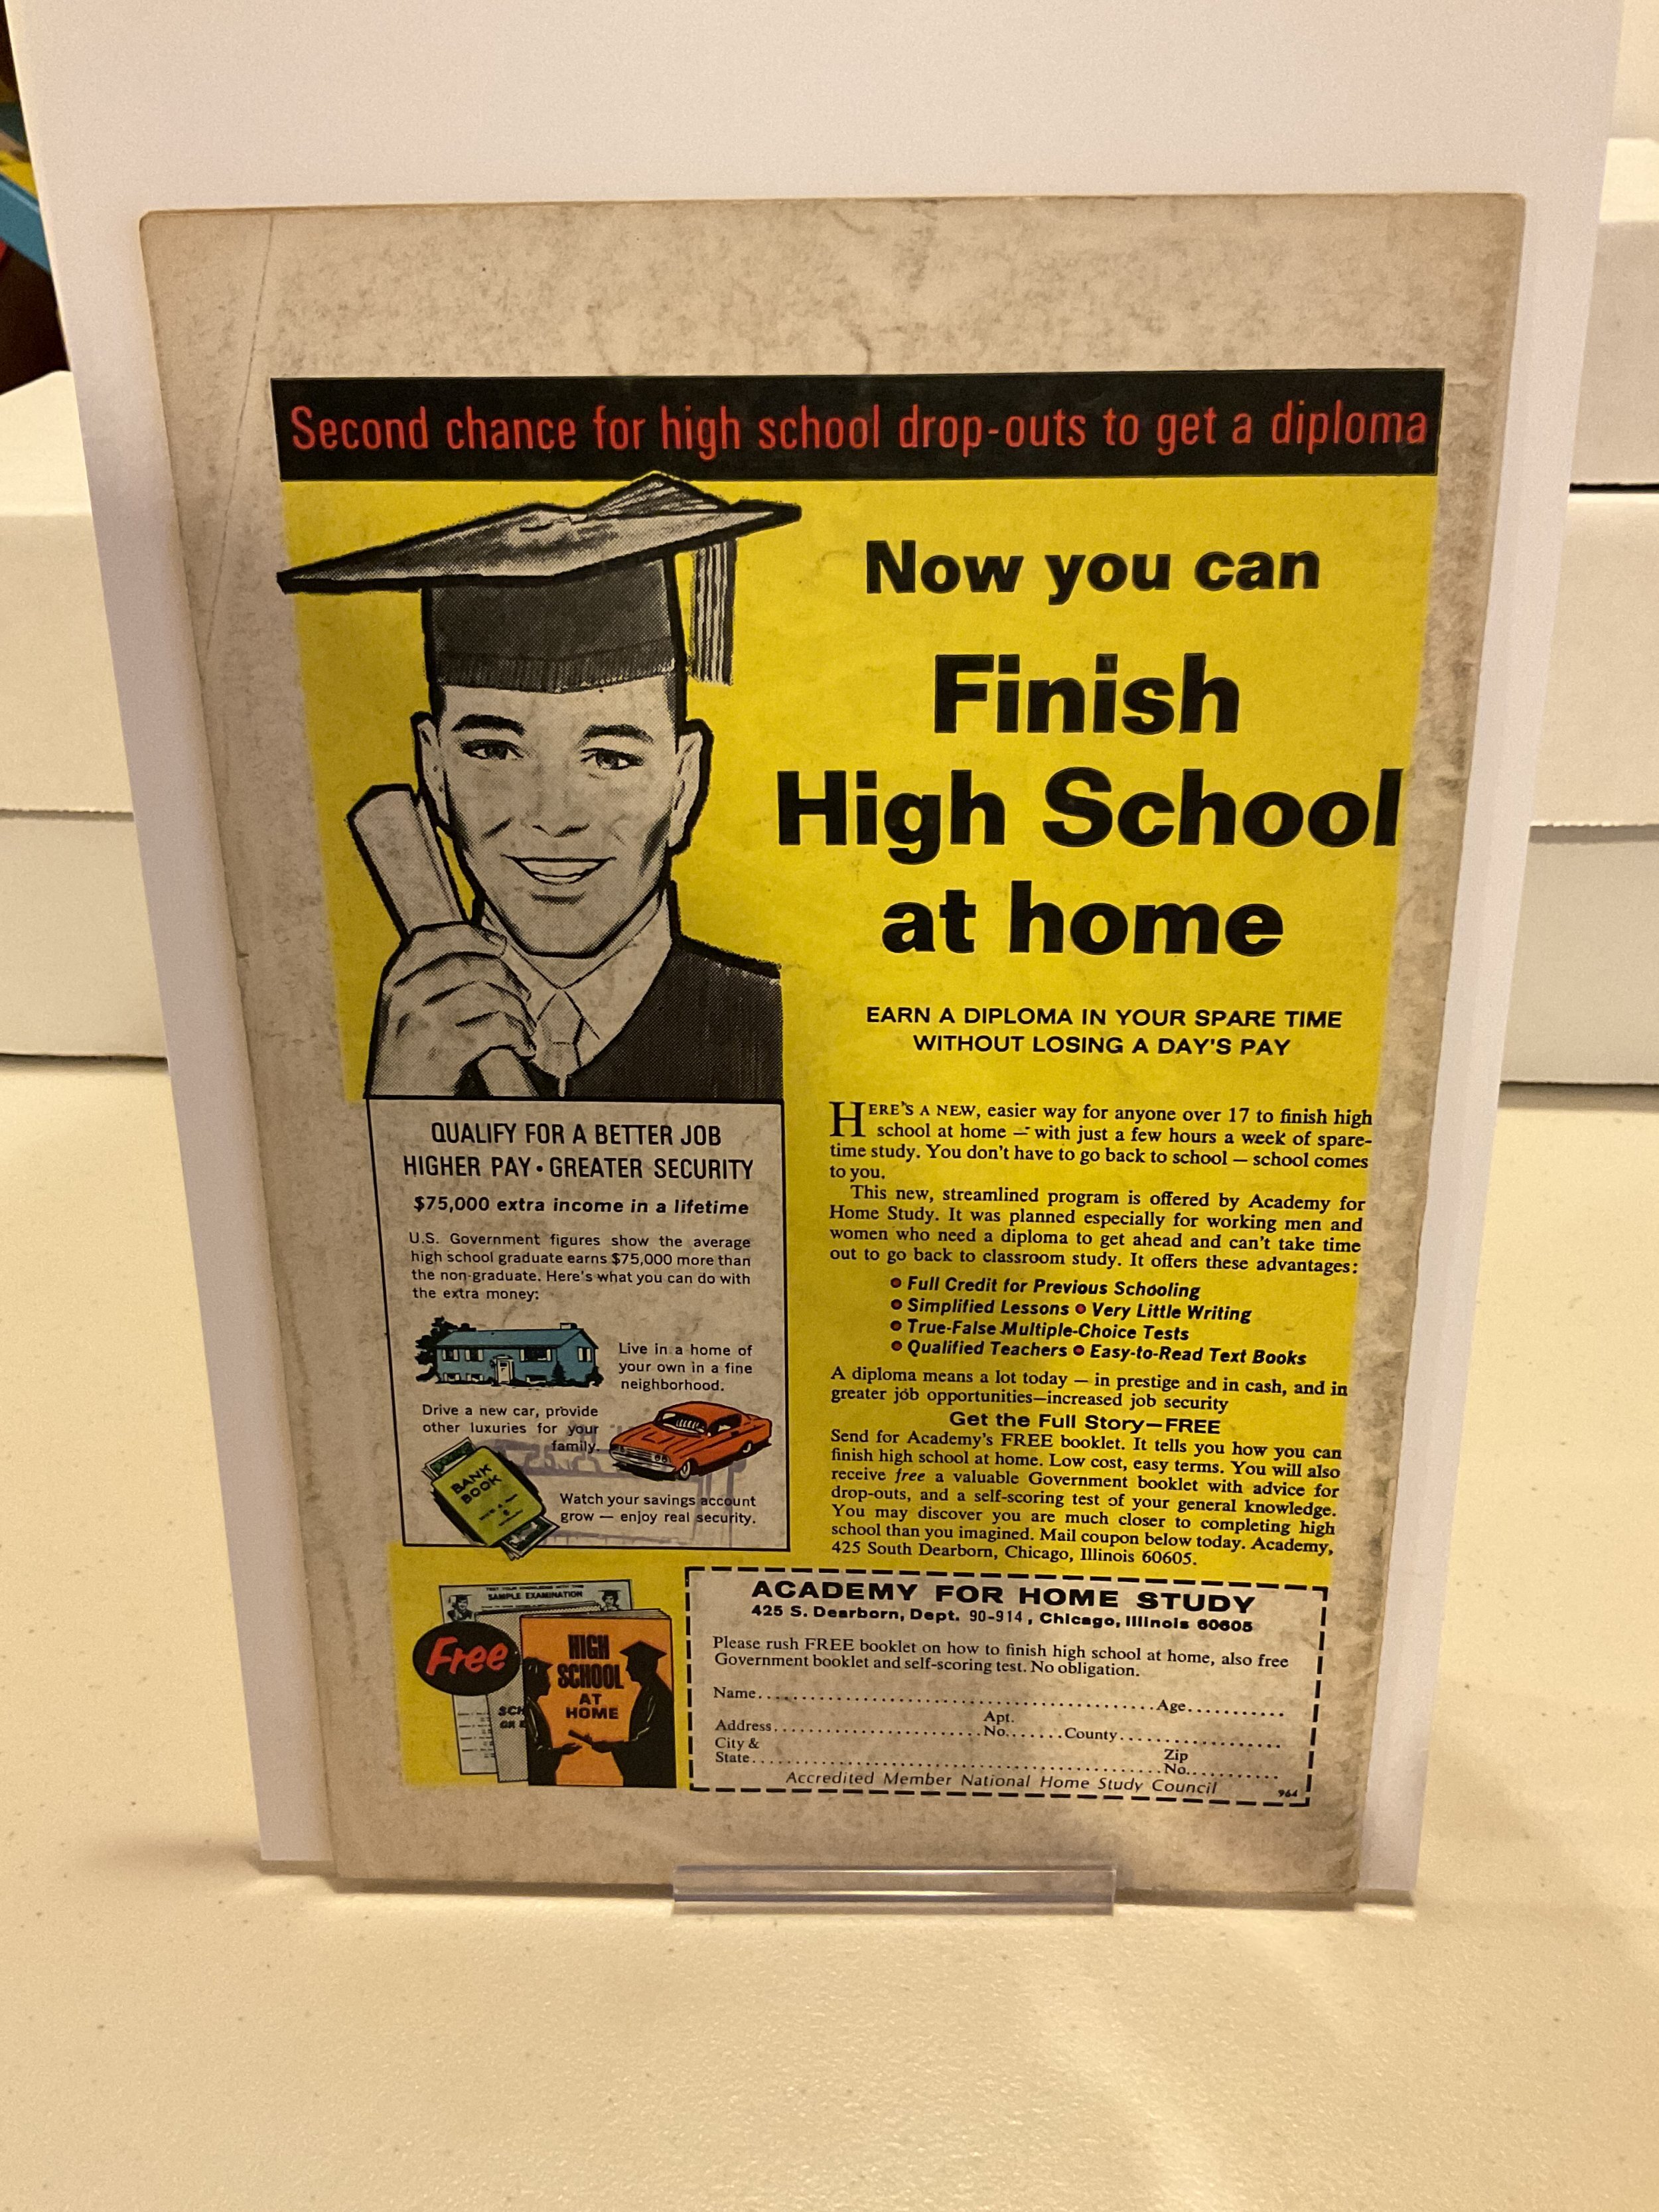 Second chance for high school drop-outs to get a diploma
Now you can
Finish
High School
at home
EARN A DIPLOMA IN YOUR SPARE TIME
WITHOUT LOSING A DAY'S PAY
HERE'S A NEW, easier way for anyone over 17 to finish high
school at home — with just a few hours a week of spare-
time study. You don't have to go back to school — school comes
to you.
This new, streamlined program is offered by Academy for
Home Study. It was planned especially for working men and
women who need a diploma to get ahead and can't take time
out to go back to classroom study. It offers these advantages:
• Full Credit for Previous Schooling
• Simplified Lessons • Very Little Writing
• True-False Multiple-Choice Tests
• Qualified Teachers • Easy-to-Read Text Books
A diploma means a lot today — in prestige and in cash, and in
greater job opportunities—increased job security
Get the Full Story—FREE
Send for Academy's FREE booklet. It tells you how you can
finish high school at home. Low cost, easy terms. You will also
receive free a valuable Government booklet with advice for
drop-outs, and a self-scoring test of your general knowledge.
You may discover you are much closer to completing high
school than you imagined. Mail coupon below today. Academy,
425 South Dearborn, Chicago, Illinois 60605.
QUALIFY FOR A BETTER JOB
HIGHER PAY • GREATER SECURITY
$75,000 extra income in a lifetime
U.S. Government figures show the average
high school graduate earns $75,000 more than
the non-graduate. Here's what you can do with
the extra money:
Live in a home of
your own in a fine
neighborhood.
Drive a new car, provide
other luxuries for your
family.
BANK
BOOK
Watch your savings account
grow — enjoy real security.
SAMPLE EXAMINATION
Free
HIGH
SCHOOL
AT
HOME
ACADEMY FOR HOME STUDY
425 S. Dearborn, Dept. 90-914, Chicago, Illinois 60605
Please rush FREE booklet on how to finish high school at home, also free
Government booklet and self-scoring test. No obligation.
Name.......... Age..........
Address.......... Apt. No....... County..........
City &
State.......... Zip No..........
Accredited Member National Home Study Council
964